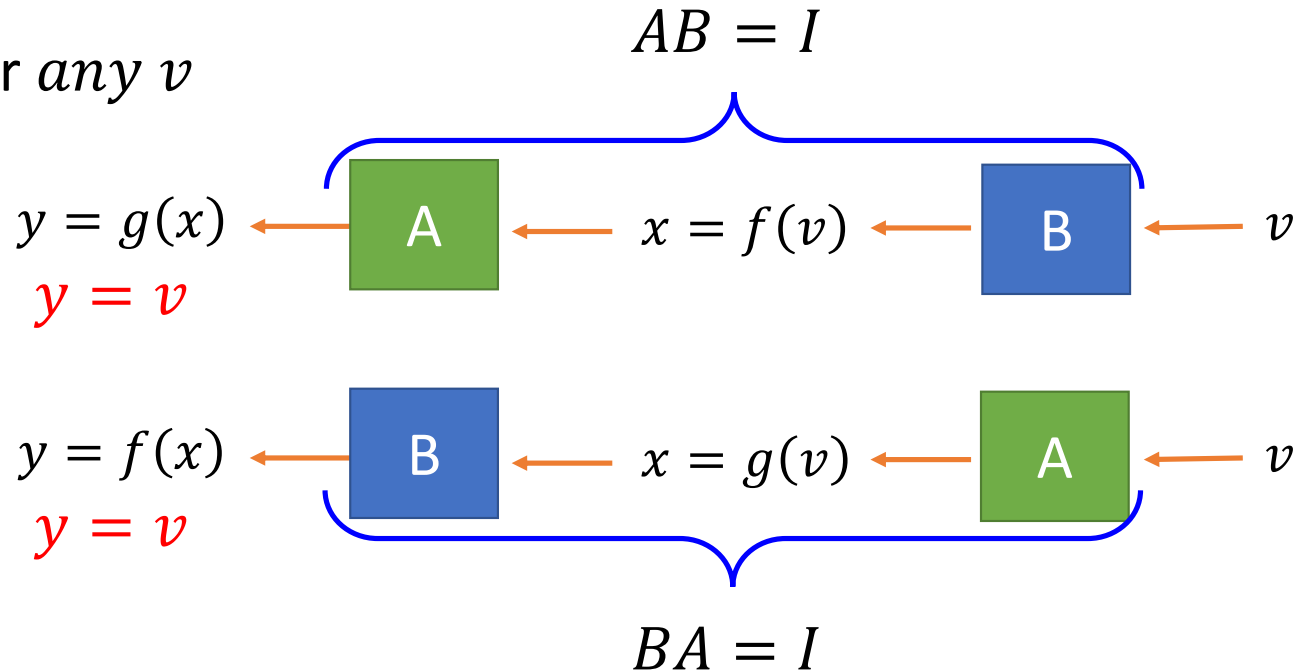 AB = I
r any v
y = g(x) A x = f(v) B v
y = v
y = f(x) B x = g(v) A v
y = v
BA = I